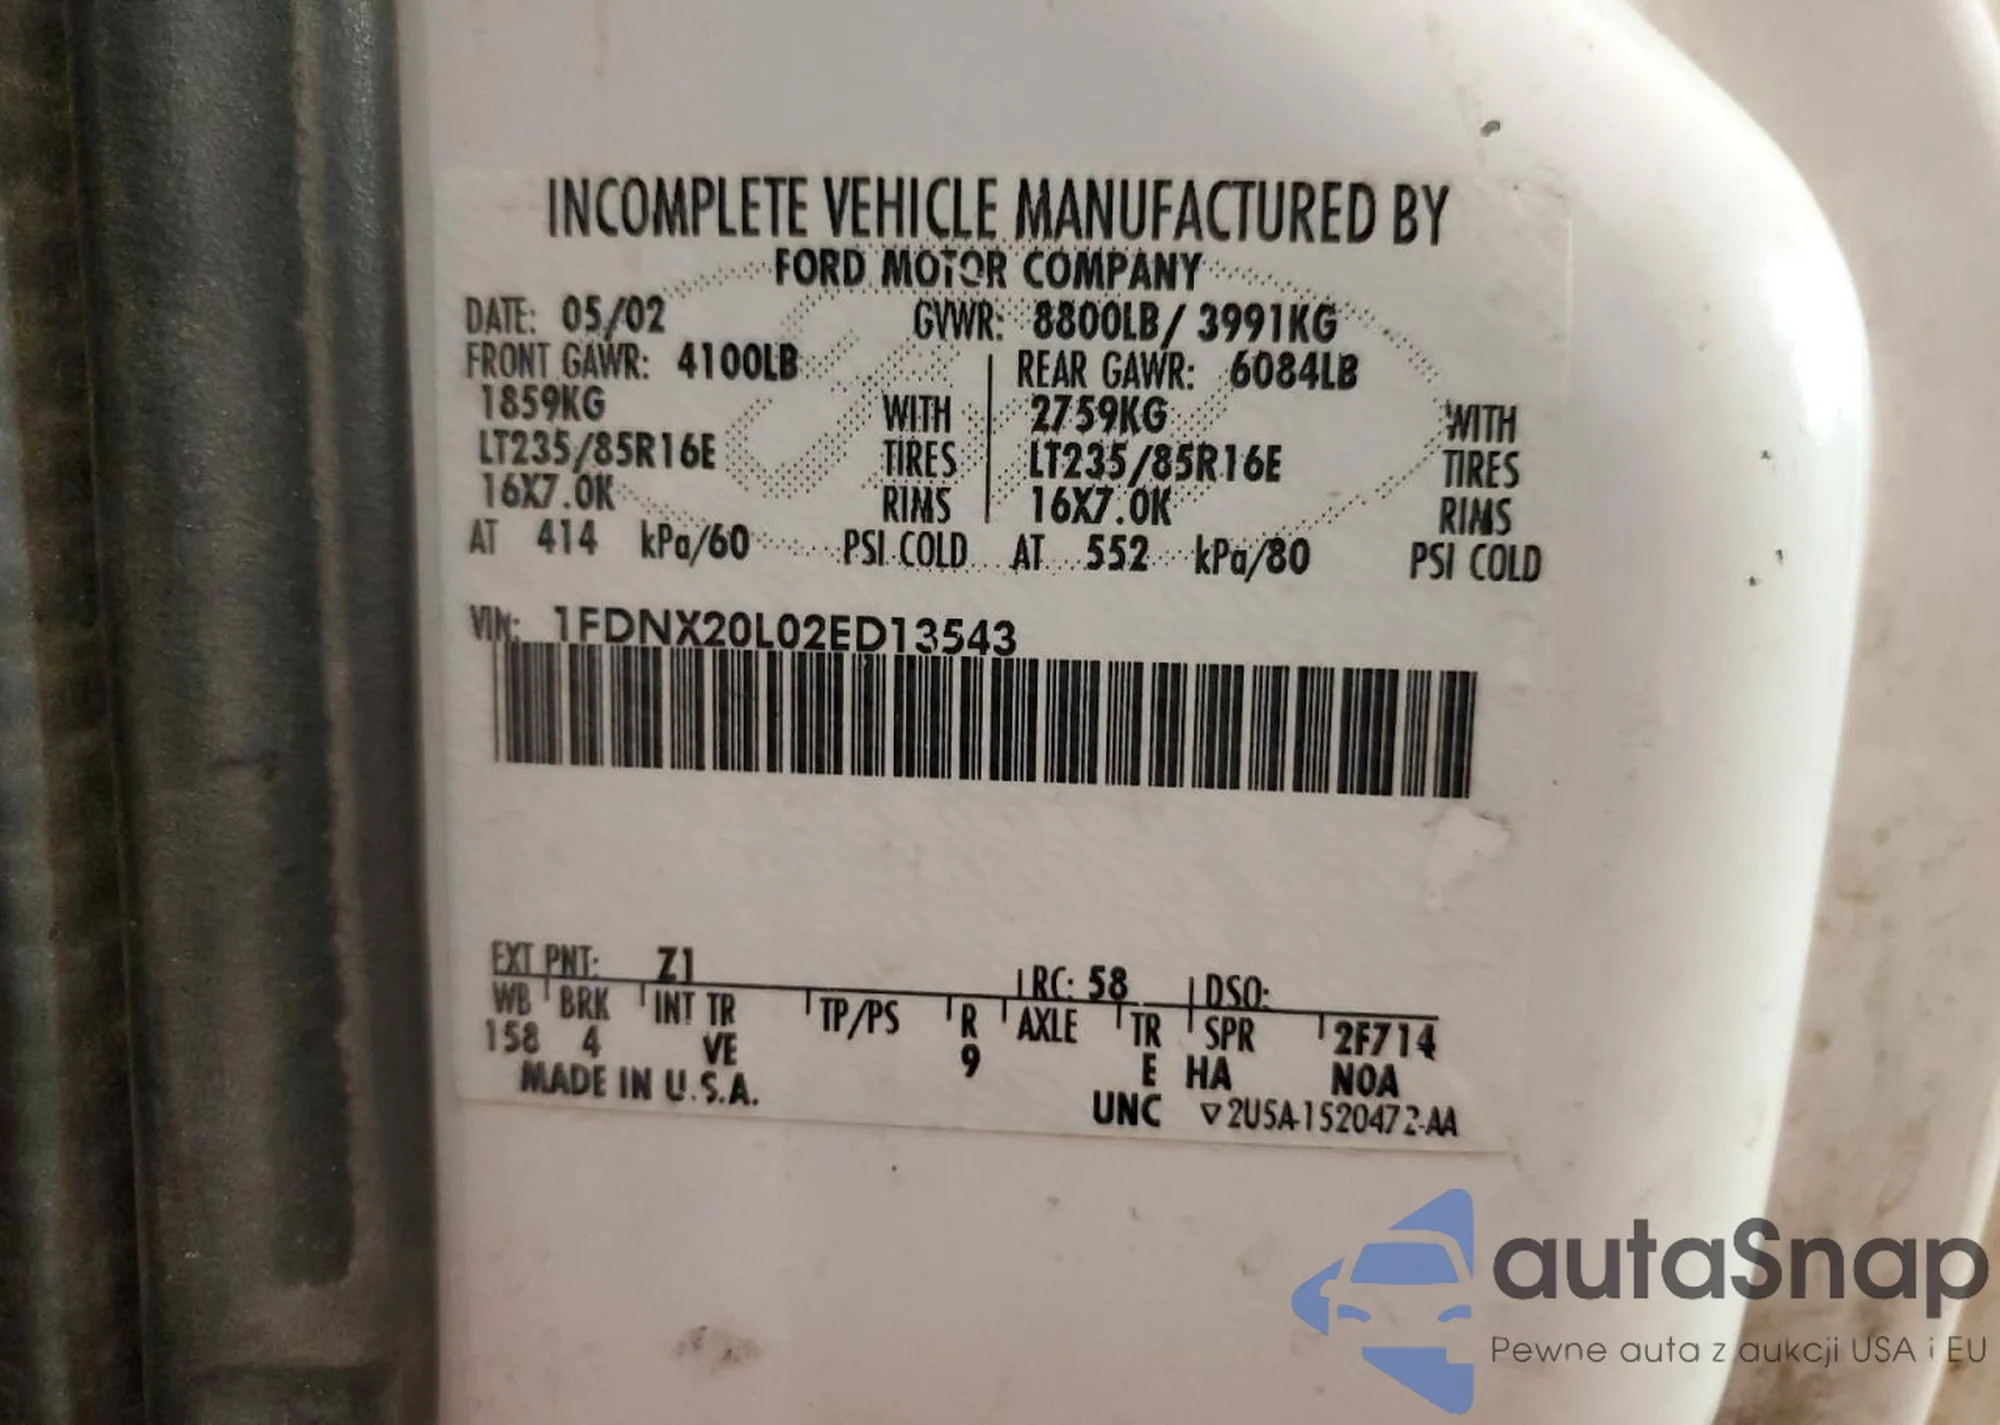 INCOMPLETE VEHICLE MANUFACTURED BY
FORD MOTOR COMPANY
DATE: 05/02 GVWR: 8800LB/ 3991KG
FRONT GAWR: 4100LB REAR GAWR: 6084LB
1859KG WITH 2759KG WITH
LT235/85R16E TIRES LT235/85R16E TIRES
16X7.0K RIMS 16X7.0K RIMS
AT 414 kPa/60 PSI COLD AT 552 kPa/80 PSI COLD
VIN: 1FDNX20L02ED13543
EXT PNT: Z1 RC: 58 DSO:
WB BRK INT TR TP/PS R AXLE TR SPR 2F714
158 4 VE 9 E HA NOA
MADE IN U.S.A. UNC ▽2U5A-1520472-AA
autaSnap
Pewne auta z aukcji USA i EU